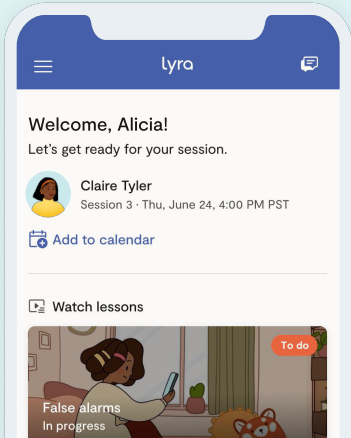 lyra
Welcome, Alicia!
Let's get ready for your session.
Claire Tyler
Session 3 · Thu, June 24, 4:00 PM PST
Add to calendar
Watch lessons
To do
False alarms
In progress